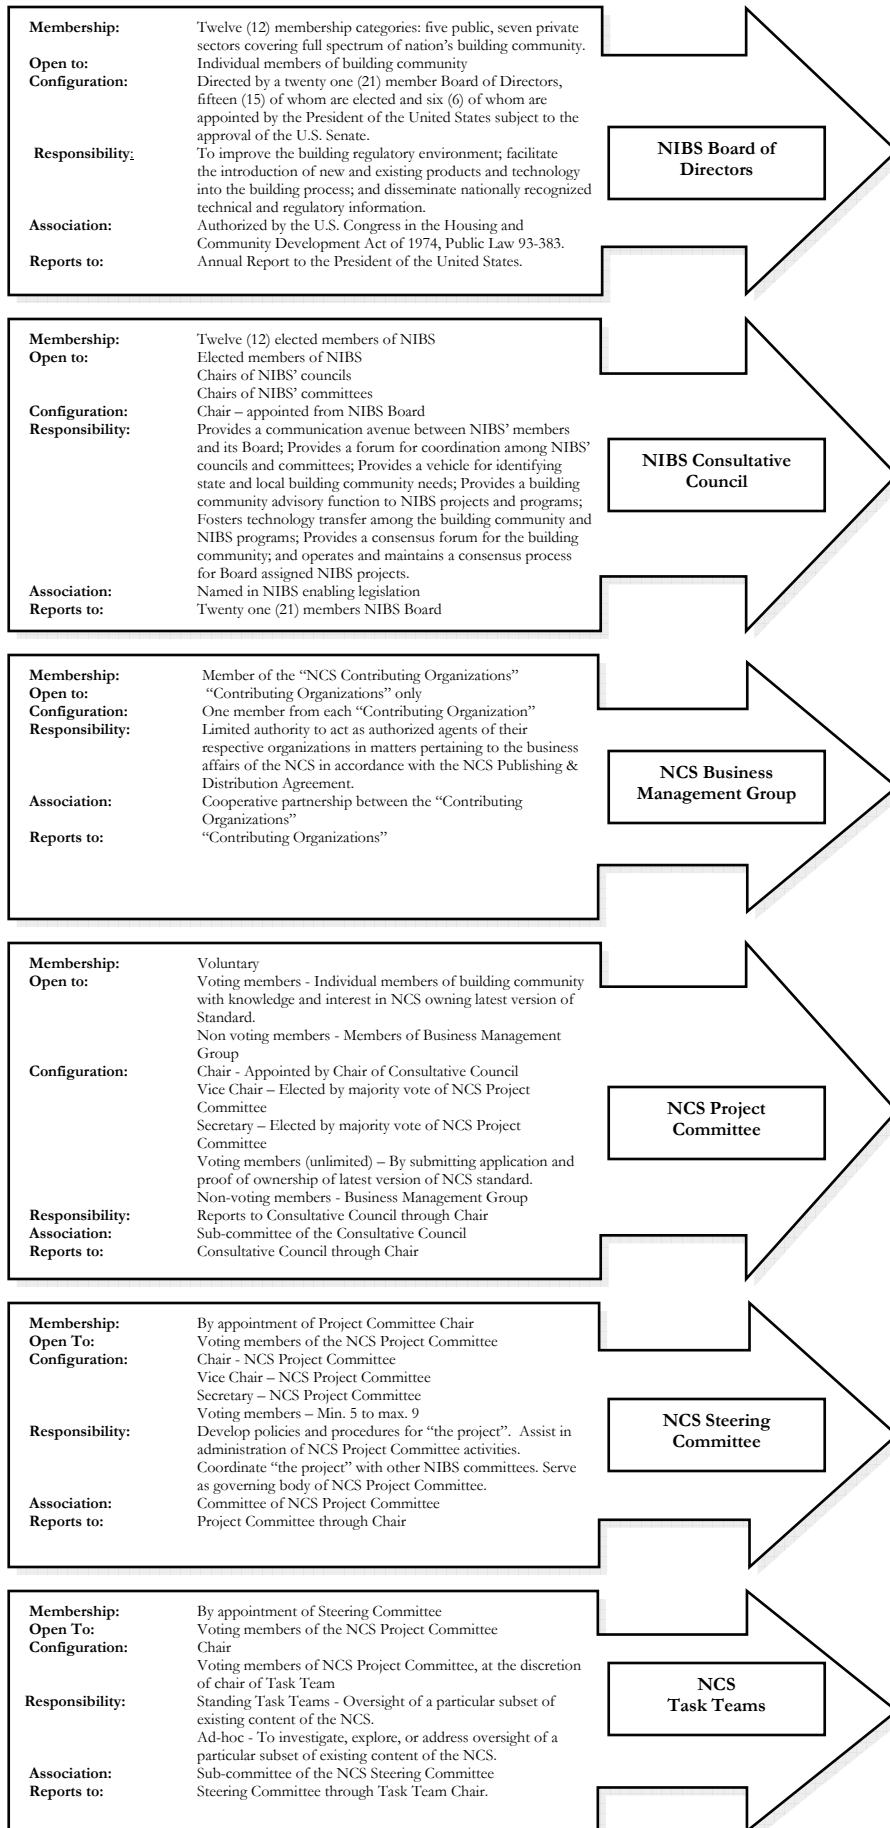 Membership: Twelve (12) membership categories: five public, seven private
sectors covering full spectrum of nation's building community.
Open to: Individual members of building community
Configuration: Directed by a twenty one (21) member Board of Directors,
fifteen (15) of whom are elected and six (6) of whom are
appointed by the President of the United States subject to the
approval of the U.S. Senate.
Responsibility: To improve the building regulatory environment; facilitate
the introduction of new and existing products and technology
into the building process; and disseminate nationally recognized
technical and regulatory information.
Association: Authorized by the U.S. Congress in the Housing and
Community Development Act of 1974, Public Law 93-383.
Reports to: Annual Report to the President of the United States.
NIBS Board of
Directors
Membership: Twelve (12) elected members of NIBS
Open to: Elected members of NIBS
Chairs of NIBS' councils
Chairs of NIBS' committees
Configuration: Chair – appointed from NIBS Board
Responsibility: Provides a communication avenue between NIBS' members
and its Board; Provides a forum for coordination among NIBS'
councils and committees; Provides a vehicle for identifying
state and local building community needs; Provides a building
community advisory function to NIBS projects and programs;
Fosters technology transfer among the building community and
NIBS programs; Provides a consensus forum for the building
community; and operates and maintains a consensus process
for Board assigned NIBS projects.
Association: Named in NIBS enabling legislation
Reports to: Twenty one (21) members NIBS Board
NIBS Consultative
Council
Membership: Member of the “NCS Contributing Organizations”
Open to: “Contributing Organizations” only
Configuration: One member from each “Contributing Organization”
Responsibility: Limited authority to act as authorized agents of their
respective organizations in matters pertaining to the business
affairs of the NCS in accordance with the NCS Publishing &
Distribution Agreement.
Association: Cooperative partnership between the “Contributing
Organizations”
Reports to: “Contributing Organizations”
NCS Business
Management Group
Membership: Voluntary
Open to: Voting members - Individual members of building community
with knowledge and interest in NCS owning latest version of
Standard.
Non voting members - Members of Business Management
Group
Configuration: Chair - Appointed by Chair of Consultative Council
Vice Chair – Elected by majority vote of NCS Project
Committee
Secretary – Elected by majority vote of NCS Project
Committee
Voting members (unlimited) – By submitting application and
proof of ownership of latest version of NCS standard.
Non-voting members - Business Management Group
Responsibility: Reports to Consultative Council through Chair
Association: Sub-committee of the Consultative Council
Reports to: Consultative Council through Chair
NCS Project
Committee
Membership: By appointment of Project Committee Chair
Open To: Voting members of the NCS Project Committee
Configuration: Chair - NCS Project Committee
Vice Chair – NCS Project Committee
Secretary – NCS Project Committee
Voting members – Min. 5 to max. 9
Responsibility: Develop policies and procedures for “the project”. Assist in
administration of NCS Project Committee activities.
Coordinate “the project” with other NIBS committees. Serve
as governing body of NCS Project Committee.
Association: Committee of NCS Project Committee
Reports to: Project Committee through Chair
NCS Steering
Committee
Membership: By appointment of Steering Committee
Open To: Voting members of the NCS Project Committee
Configuration: Chair
Voting members of NCS Project Committee, at the discretion
of chair of Task Team
Responsibility: Standing Task Teams - Oversight of a particular subset of
existing content of the NCS.
Ad-hoc - To investigate, explore, or address oversight of a
particular subset of existing content of the NCS.
Association: Sub-committee of the NCS Steering Committee
Reports to: Steering Committee through Task Team Chair.
NCS
Task Teams